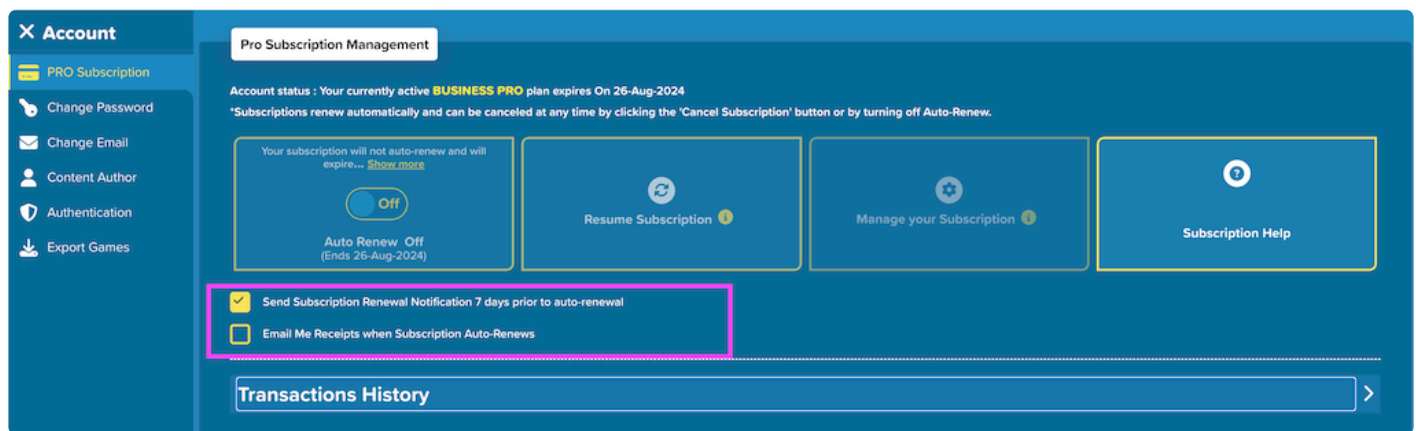 Account
PRO Subscription
Change Password
Change Email
Content Author
Authentication
Export Games
Pro Subscription Management
Account status : Your currently active BUSINESS PRO plan expires On 26-Aug-2024
*Subscriptions renew automatically and can be canceled at any time by clicking the 'Cancel Subscription' button or by turning off Auto-Renew.
Your subscription will not auto-renew and will
expire... Show more
Off
Auto Renew Off
(Ends 26-Aug-2024)
Resume Subscription
Manage your Subscription
Subscription Help
Send Subscription Renewal Notification 7 days prior to auto-renewal
Email Me Receipts when Subscription Auto-Renews
Transactions History